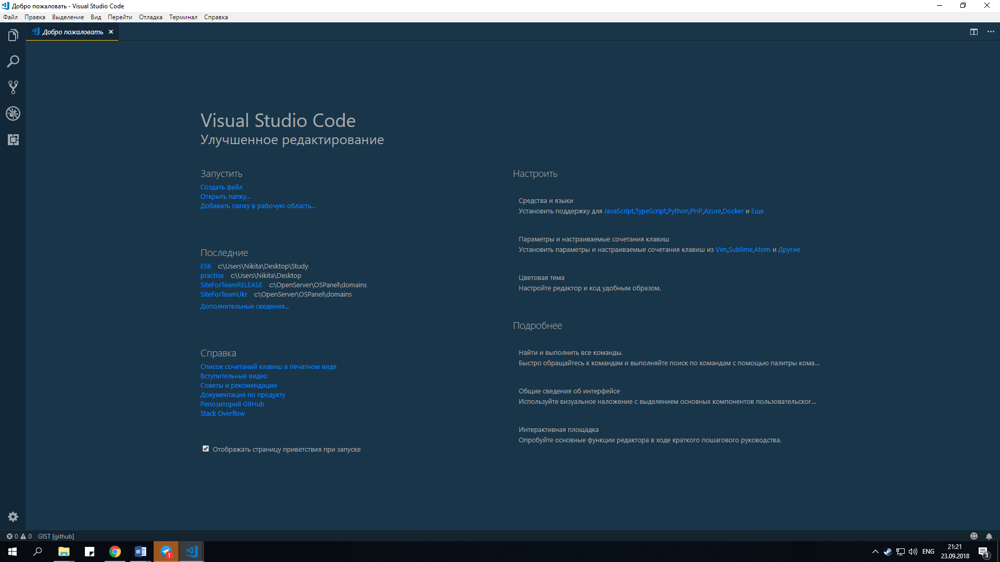 Добро пожаловать - Visual Studio Code
Файл Правка Выделение Вид Перейти Отладка Терминал Справка
Добро пожаловать
Visual Studio Code
Улучшенное редактирование
Запустить
Создать файл
Открыть папку...
Добавить папку в рабочую область...
Последние
ES6 c:\Users\Nikita\Desktop\Study
practise c:\Users\Nikita\Desktop
SiteForTeamRELEASE c:\OpenServer\OSPanel\domains
SiteForTeamUkr c:\OpenServer\OSPanel\domains
Дополнительные сведения...
Справка
Список сочетаний клавиш в печатном виде
Вступительные видео
Советы и рекомендации
Документация по продукту
Репозиторий GitHub
Stack Overflow
Отображать страницу приветствия при запуске
Настроить
Средства и языки
Установить поддержку для JavaScript,TypeScript,Python,PHP,Azure,Docker и Еще
Параметры и настраиваемые сочетания клавиш
Установить параметры и настраиваемые сочетания клавиш из Vim,Sublime,Atom и Другие
Цветовая тема
Настройте редактор и код удобным образом.
Подробнее
Найти и выполнить все команды.
Быстро обращайтесь к командам и выполняйте поиск по командам с помощью палитры кома...
Общие сведения об интерфейсе
Используйте визуальное наложение с выделением основных компонентов пользовательског...
Интерактивная площадка
Опробуйте основные функции редактора в ходе краткого пошагового руководства.
0 0 GIST [github]
1
ENG
21:21
23.09.2018
3